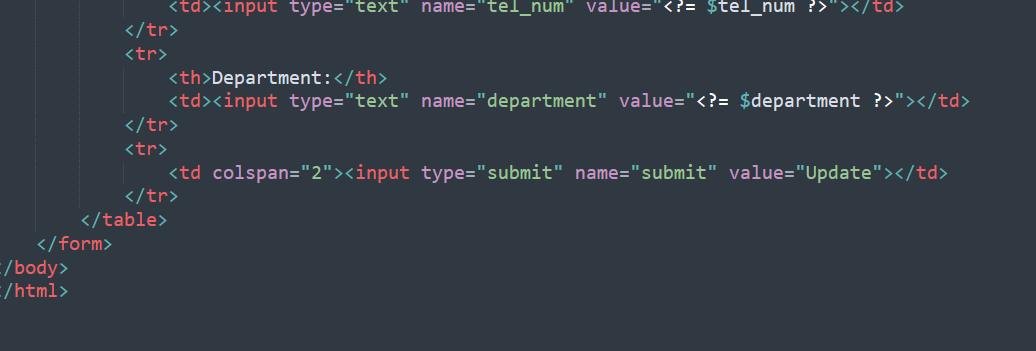 <td><input type="text" name="tel_num" value="<?= $tel_num ?>"></td>
</tr>
<tr>
<th>Department:</th>
<td><input type="text" name="department" value="<?= $department ?>"></td>
</tr>
<tr>
<td colspan="2"><input type="submit" name="submit" value="Update"></td>
</tr>
</table>
</form>
</body>
</html>